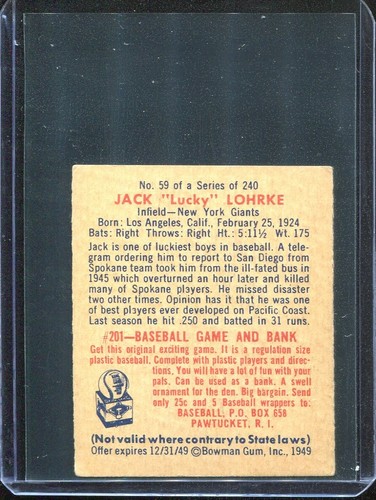 No. 59 of a Series of 240
JACK "Lucky" LOHRKE
Infield—New York Giants
Born: Los Angeles, Calif., February 25, 1924
Bats: Right Throws: Right Ht.: 5:11½ Wt. 175
Jack is one of luckiest boys in baseball. A tele-
gram ordering him to report to San Diego from
Spokane team took him from the ill-fated bus in
1945 which overturned an hour later and killed
many of Spokane players. He missed disaster
two other times. Opinion has it that he was one
of best players ever developed on Pacific Coast.
Last season he hit .250 and batted in 31 runs.
#201—BASEBALL GAME AND BANK
Get this original exciting game. It is a regulation size
plastic baseball. Complete with plastic players and direc-
tions. You will have a lot of fun playing it with your
pals. Can be used as a bank. A swell
ornament for the den. Big bargain. Send
only 25c and 5 Baseball wrappers to:
BASEBALL, P.O. BOX 658
PAWTUCKET, R. I.
(Not valid where contrary to State laws)
Offer expires 12/31/49 ©Bowman Gum, Inc., 1949